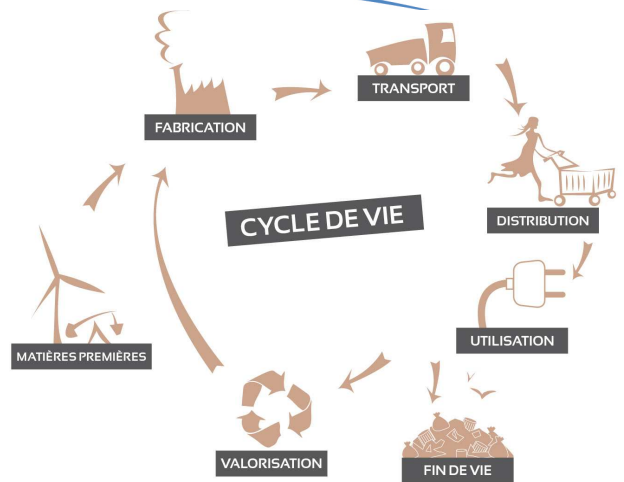 TRANSPORT
FABRICATION
CYCLE DE VIE
DISTRIBUTION
UTILISATION
MATIÈRES PREMIÈRES
VALORISATION
FIN DE VIE